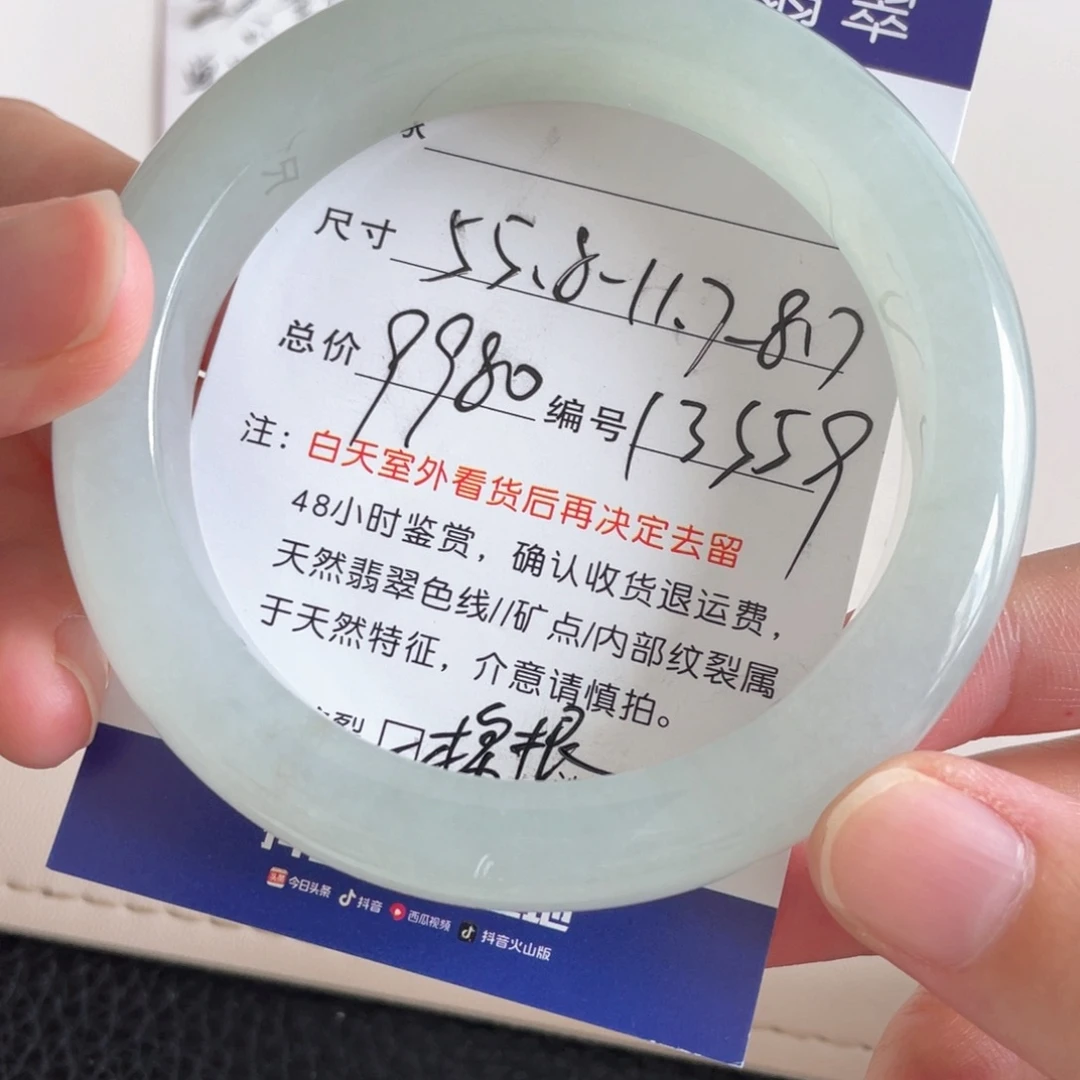 翡翠
尺寸 55.8-11.7-8.7
总价 9980 编号 13559
注：白天室外看货后再决定去留
48小时鉴赏，确认收货退运费，
天然翡翠色线//矿点/内部纹裂属
于天然特征，介意请慎拍。
棉根
今日头条 抖音 西瓜视频 抖音火山版